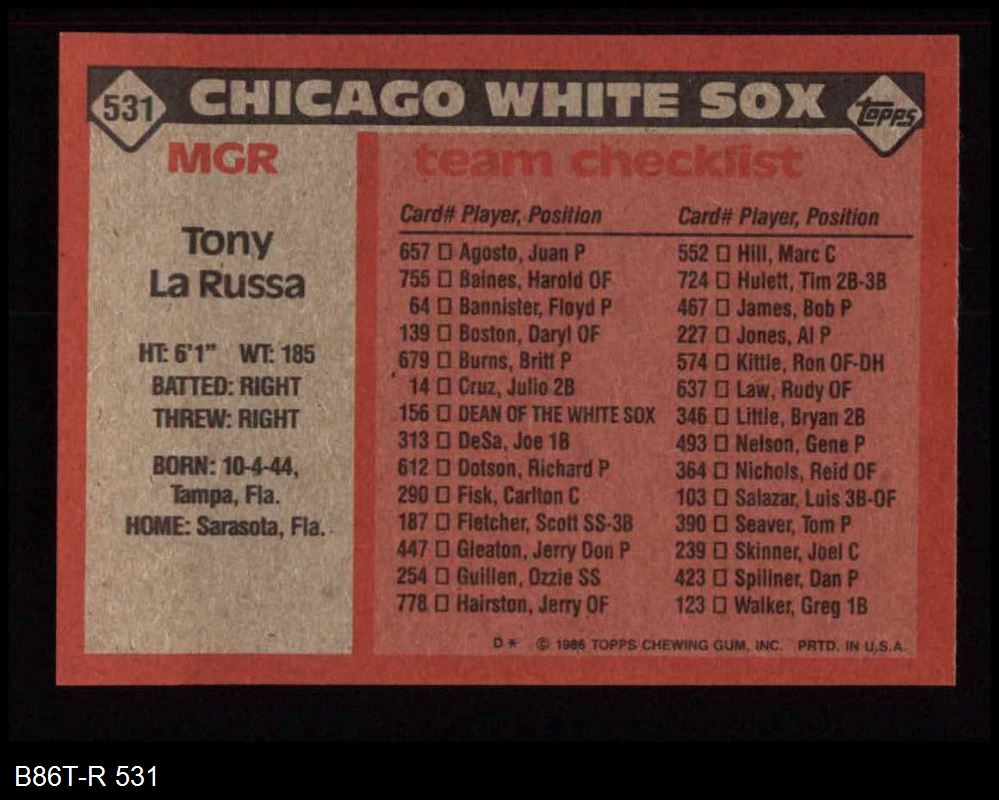 531 CHICAGO WHITE SOX topps
MGR
Tony
La Russa
HT: 6'1" WT: 185
BATTED: RIGHT
THREW: RIGHT
BORN: 10-4-44,
Tampa, Fla.
HOME: Sarasota, Fla.
team checklist
Card# Player, Position
657 □ Agosto, Juan P
755 □ Baines, Harold OF
64 □ Bannister, Floyd P
139 □ Boston, Daryl OF
679 □ Burns, Britt P
14 □ Cruz, Julio 2B
156 □ DEAN OF THE WHITE SOX
313 □ DeSa, Joe 1B
612 □ Dotson, Richard P
290 □ Fisk, Carlton C
187 □ Fletcher, Scott SS-3B
447 □ Gleaton, Jerry Don P
254 □ Guillen, Ozzie SS
778 □ Hairston, Jerry OF
Card# Player, Position
552 □ Hill, Marc C
724 □ Hulett, Tim 2B-3B
467 □ James, Bob P
227 □ Jones, Al P
574 □ Kittle, Ron OF-DH
637 □ Law, Rudy OF
346 □ Little, Bryan 2B
493 □ Nelson, Gene P
364 □ Nichols, Reid OF
103 □ Salazar, Luis 3B-OF
390 □ Seaver, Tom P
239 □ Skinner, Joel C
423 □ Spillner, Dan P
123 □ Walker, Greg 1B
D* © 1986 TOPPS CHEWING GUM, INC. PRTD. IN U.S.A.
B86T-R 531